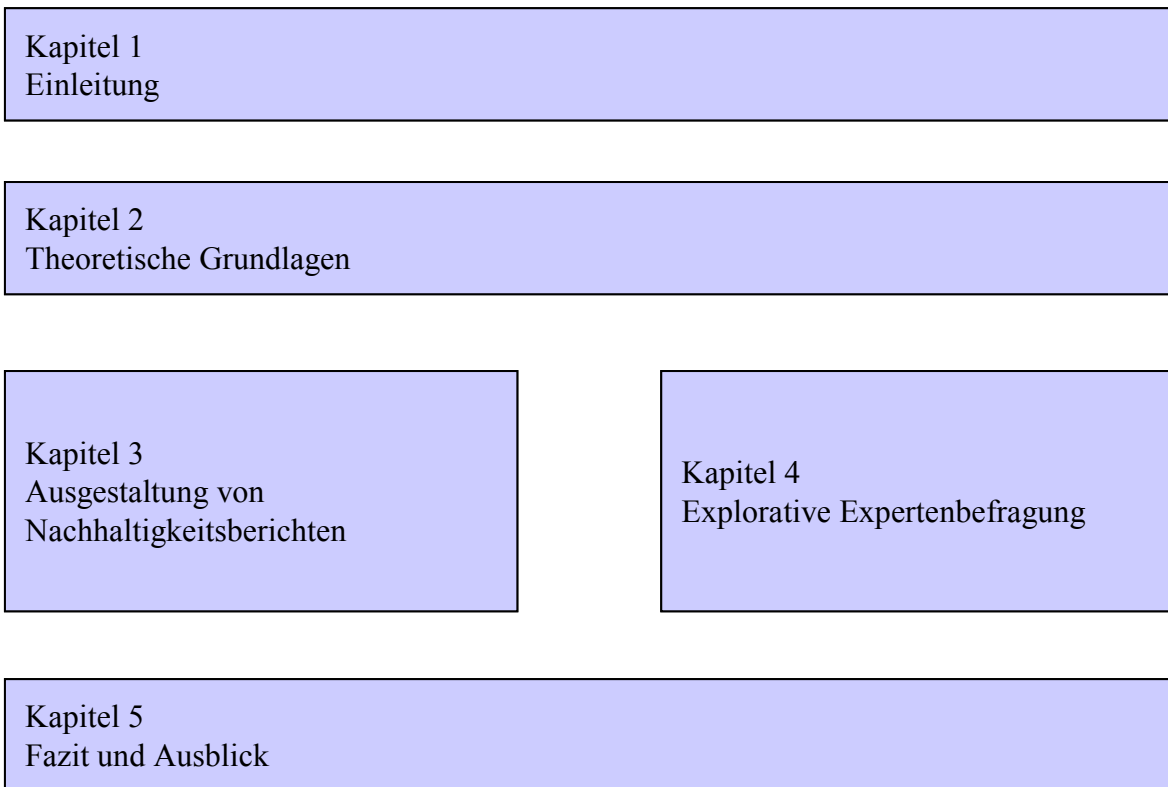 Kapitel 1
Einleitung
Kapitel 2
Theoretische Grundlagen
Kapitel 3
Ausgestaltung von
Nachhaltigkeitsberichten
Kapitel 4
Explorative Expertenbefragung
Kapitel 5
Fazit und Ausblick